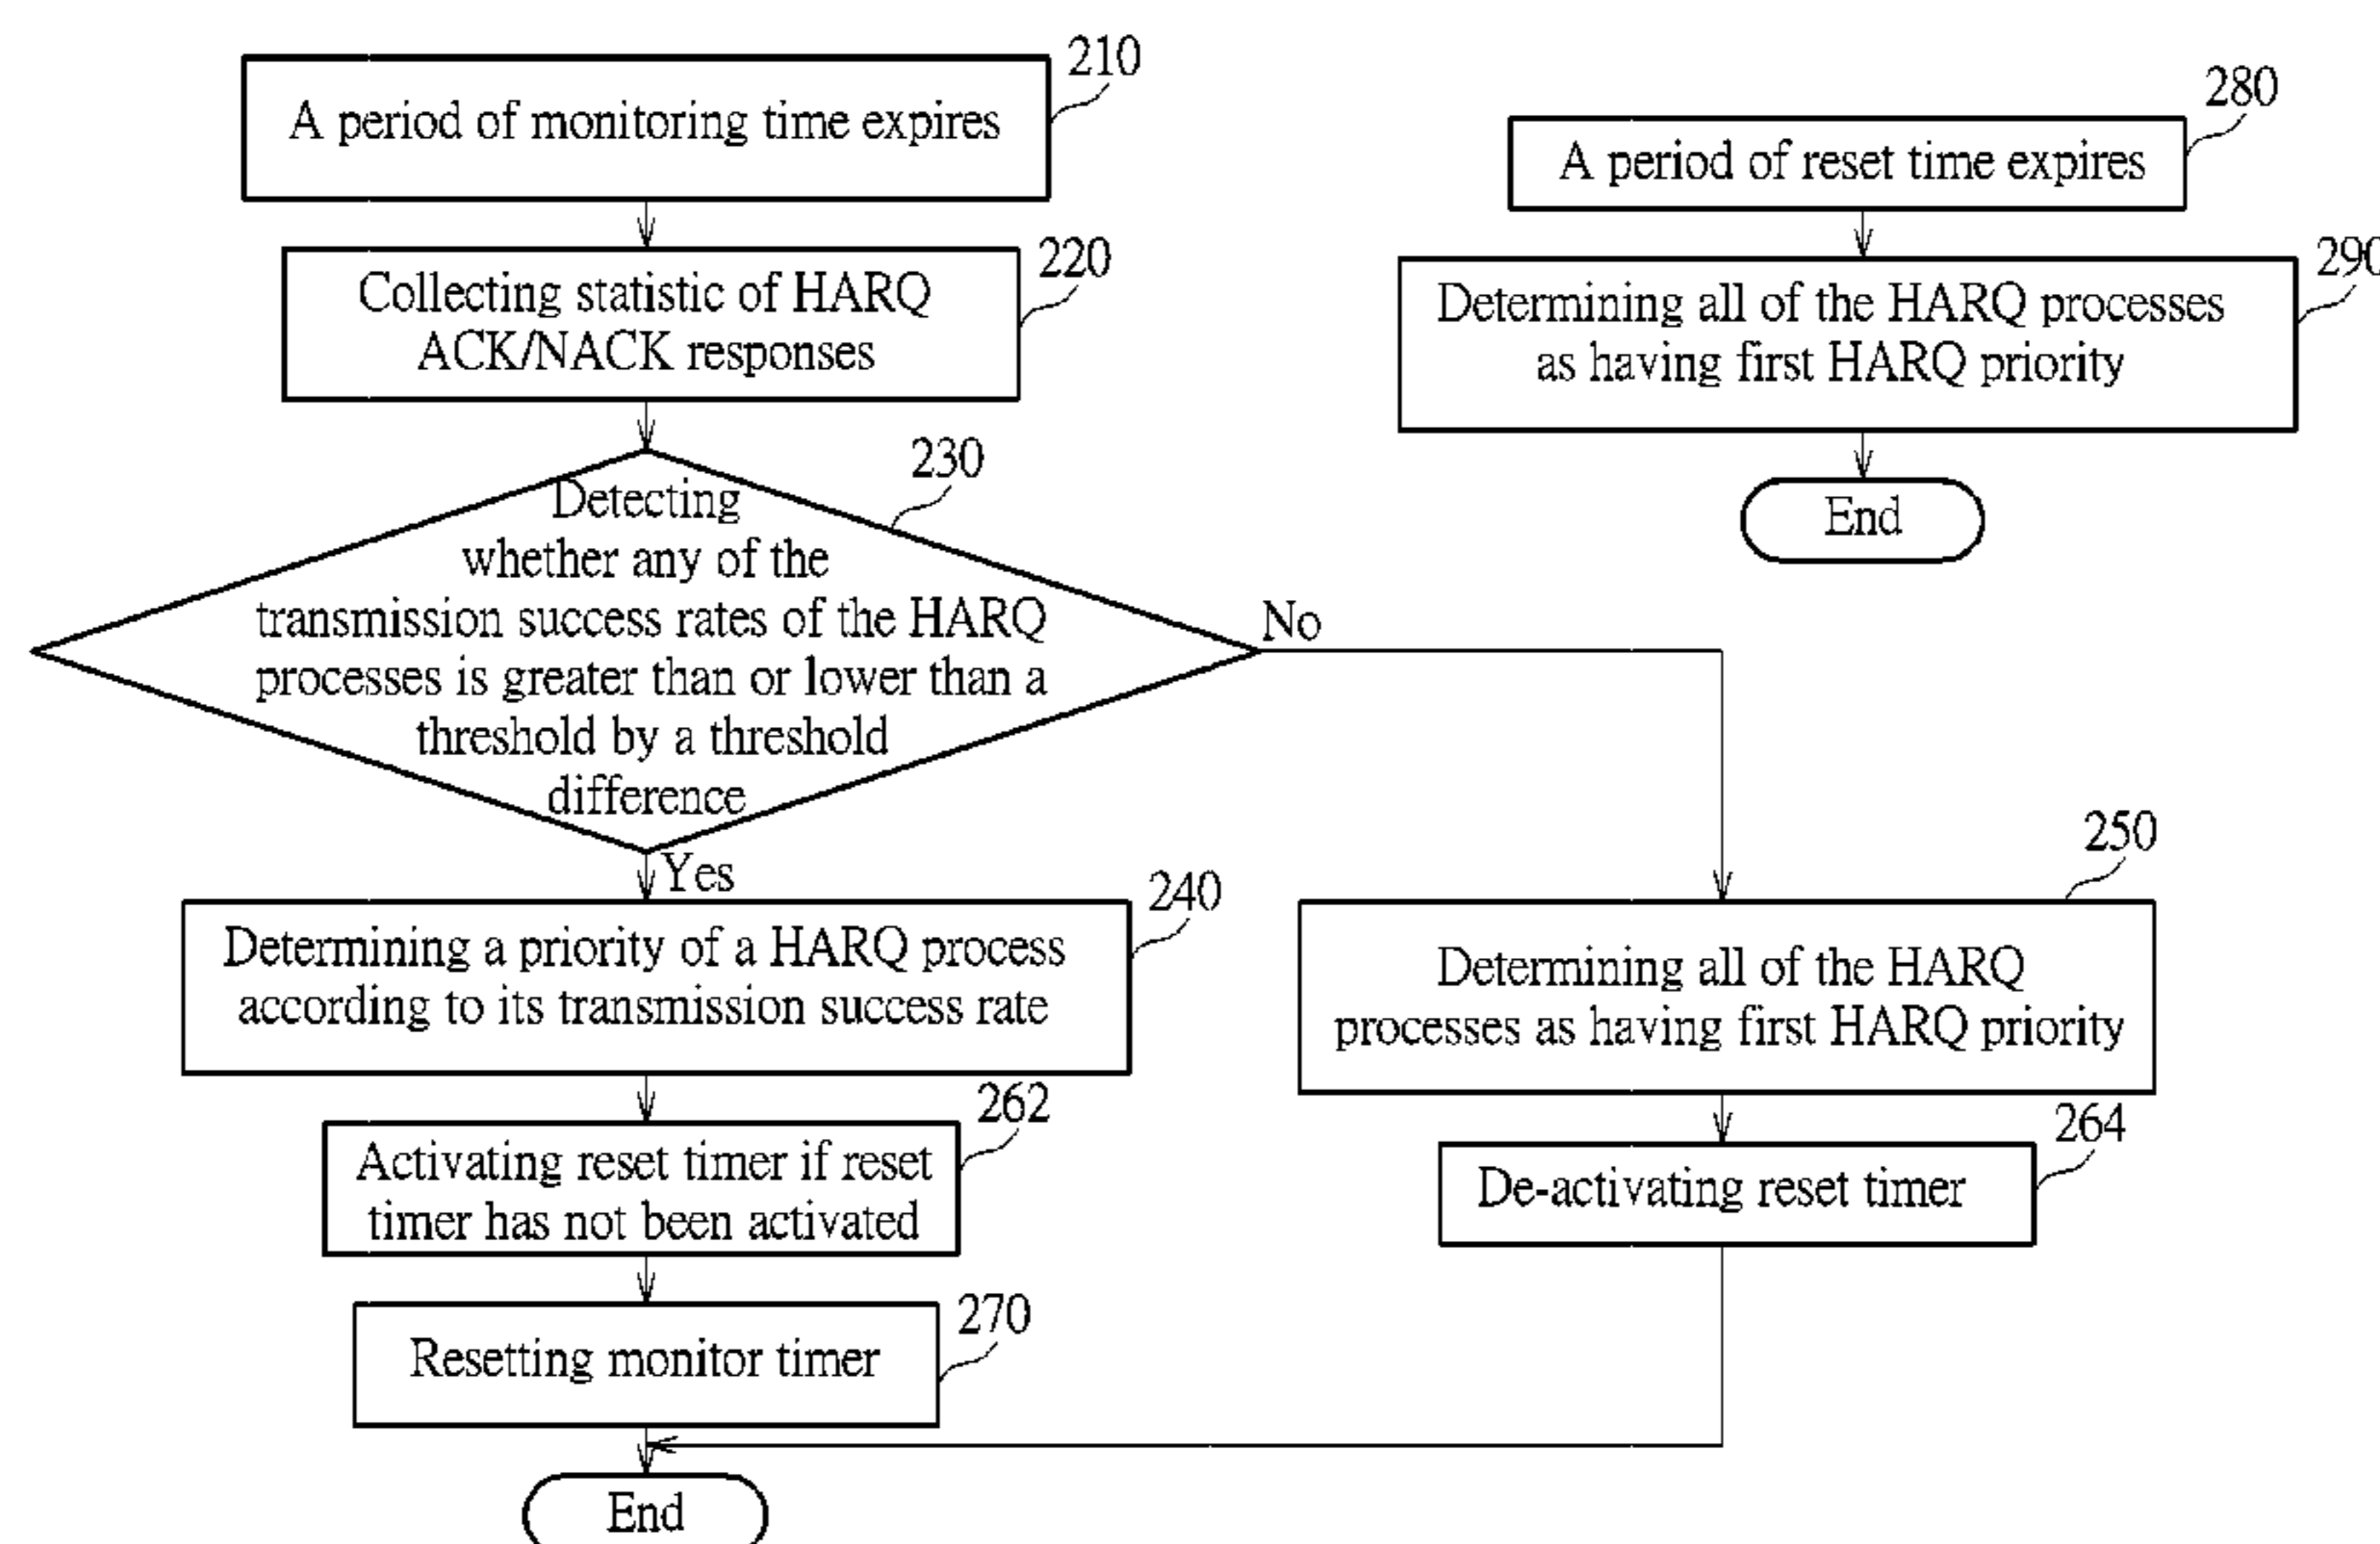 210
A period of monitoring time expires
220
Collecting statistic of HARQ
ACK/NACK responses
230
Detecting
whether any of the
transmission success rates of the HARQ
processes is greater than or lower than a
threshold by a threshold
difference
No
Yes
240
Determining a priority of a HARQ process
according to its transmission success rate
262
Activating reset timer if reset
timer has not been activated
270
Resetting monitor timer
End
250
Determining all of the HARQ
processes as having first HARQ priority
264
De-activating reset timer
280
A period of reset time expires
290
Determining all of the HARQ processes
as having first HARQ priority
End